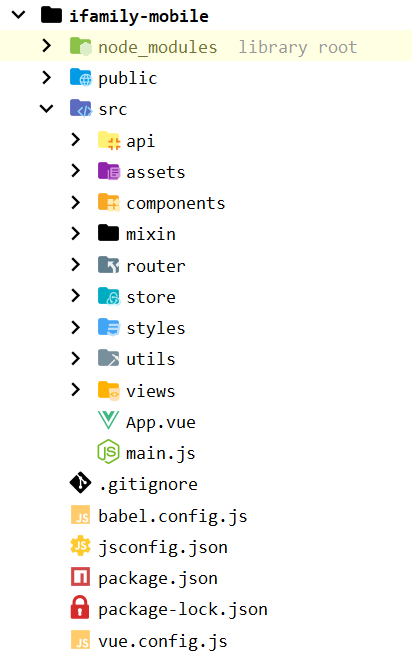 ifamily-mobile
node_modules library root
public
src
api
assets
components
mixin
router
store
styles
utils
views
App.vue
main.js
.gitignore
babel.config.js
jsconfig.json
package.json
package-lock.json
vue.config.js